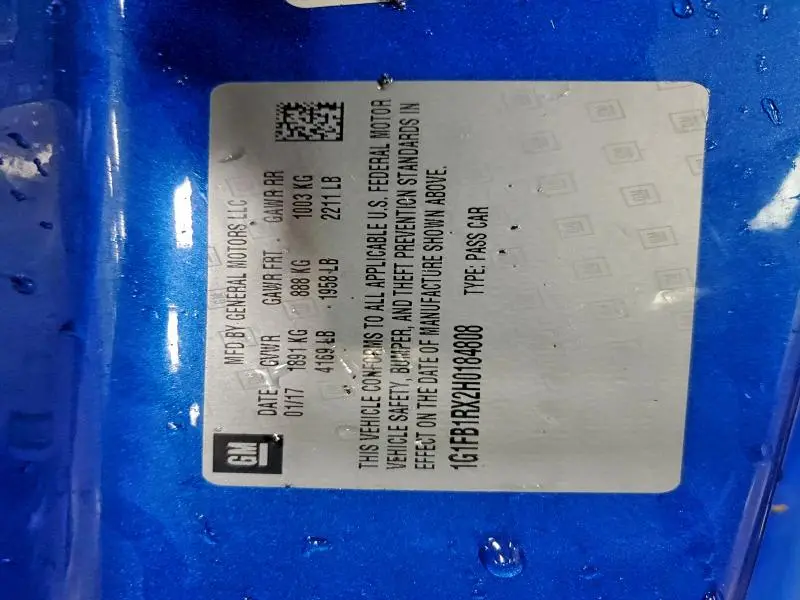 GM
MFD BY GENERAL MOTORS LLC
DATE GVWR GAWR FRT GAWR RR
01/17 1891 KG 888 KG 1003 KG
4169 LB 1958 LB 2211 LB
THIS VEHICLE CONFORMS TO ALL APPLICABLE U.S. FEDERAL MOTOR
VEHICLE SAFETY, BUMPER, AND THEFT PREVENTION STANDARDS IN
EFFECT ON THE DATE OF MANUFACTURE SHOWN ABOVE.
1G1FB1RX2H0184808 TYPE: PASS CAR